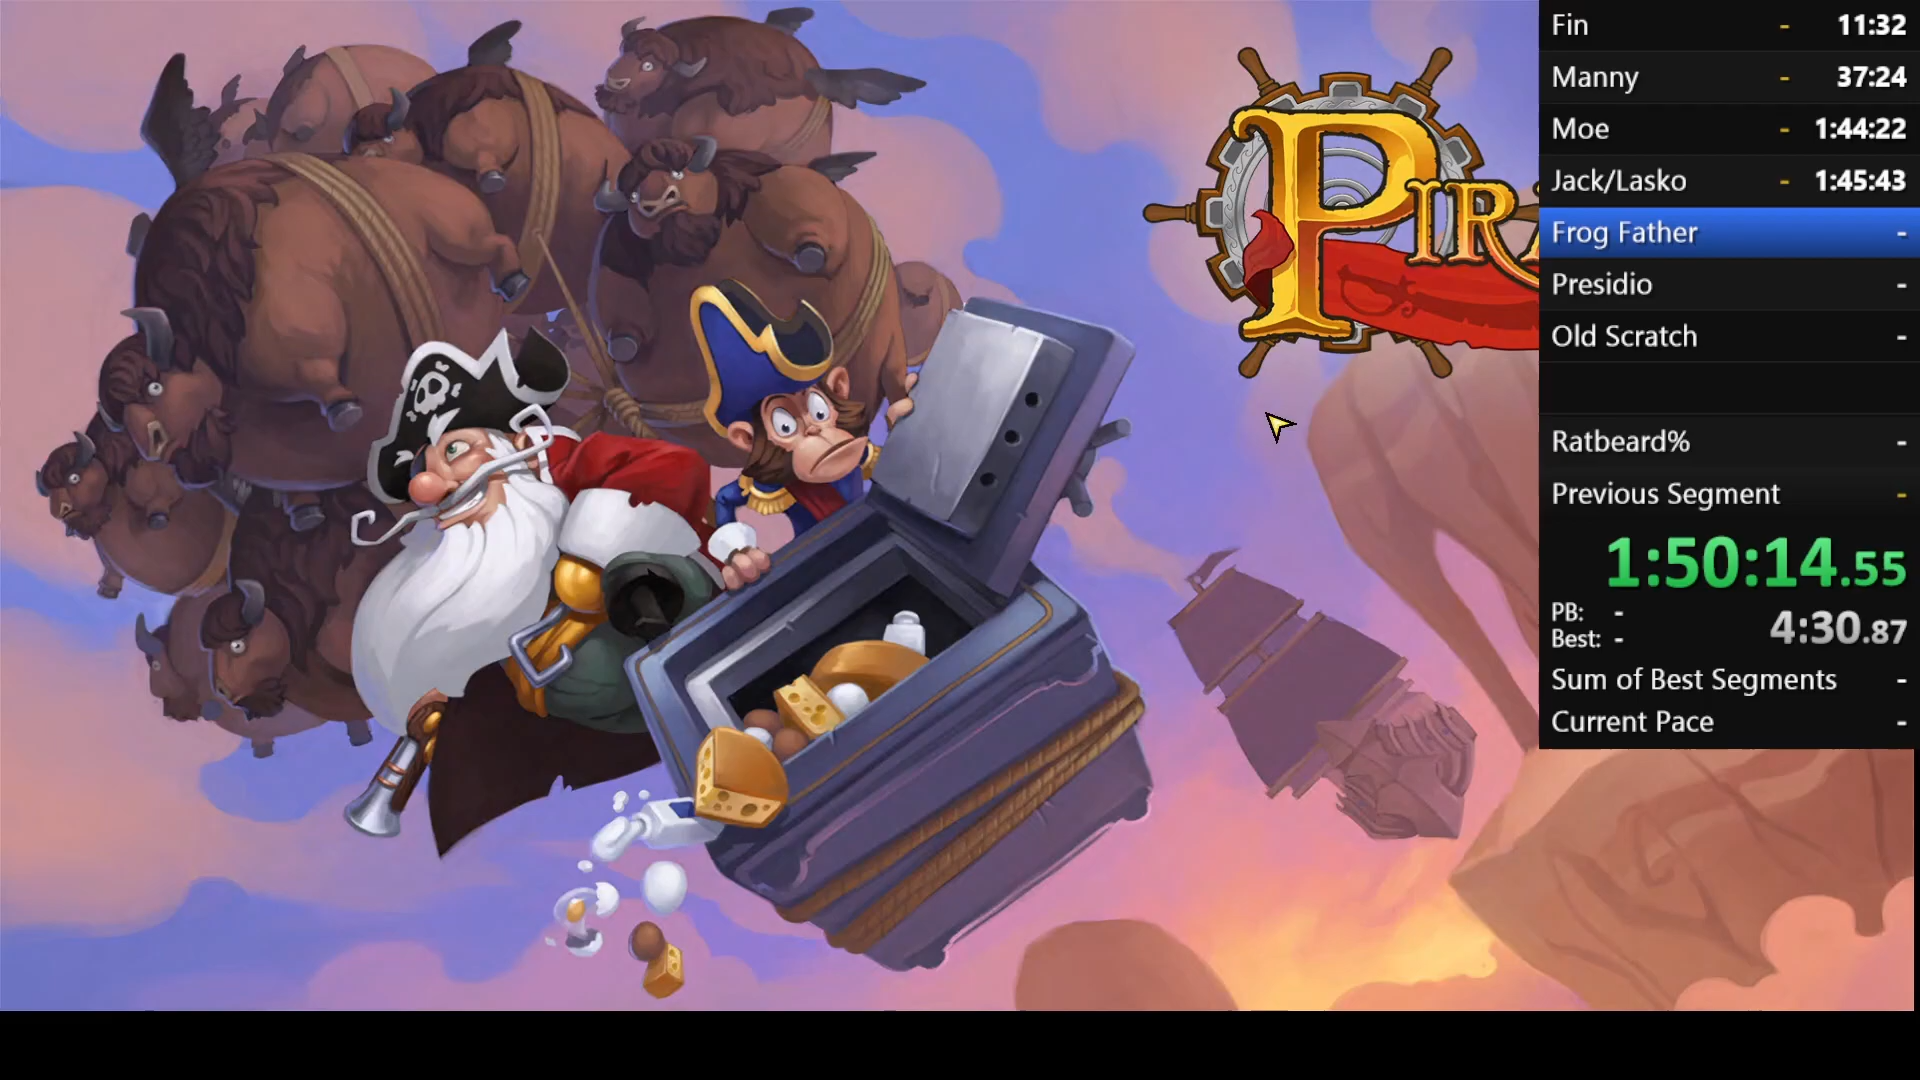 PIRA
Fin - 11:32
Manny - 37:24
Moe - 1:44:22
Jack/Lasko - 1:45:43
Frog Father -
Presidio -
Old Scratch -
Ratbeard% -
Previous Segment -
1:50:14.55
PB: -
Best: -
4:30.87
Sum of Best Segments -
Current Pace -